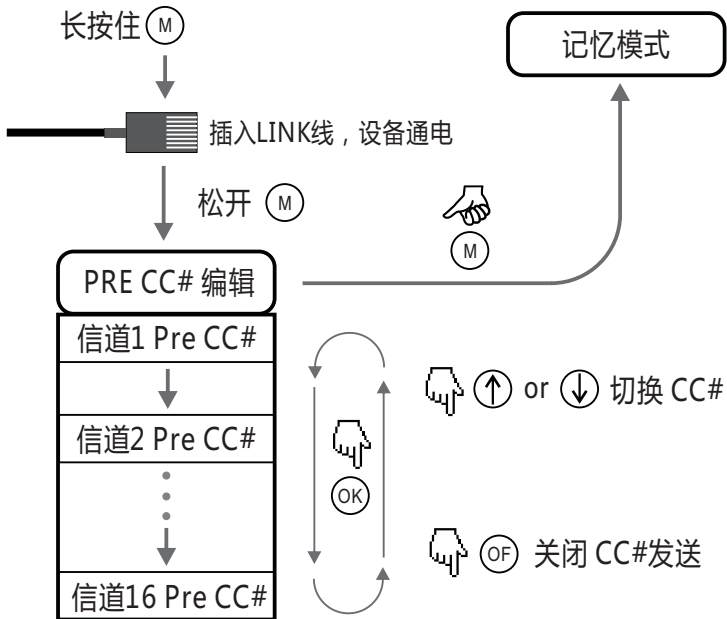 长按住 M
记忆模式
插入LINK线，设备通电
松开 M
M
PRE CC# 编辑
信道1 Pre CC#
↑ or ↓ 切换 CC#
信道2 Pre CC#
OK
OF 关闭 CC#发送
信道16 Pre CC#